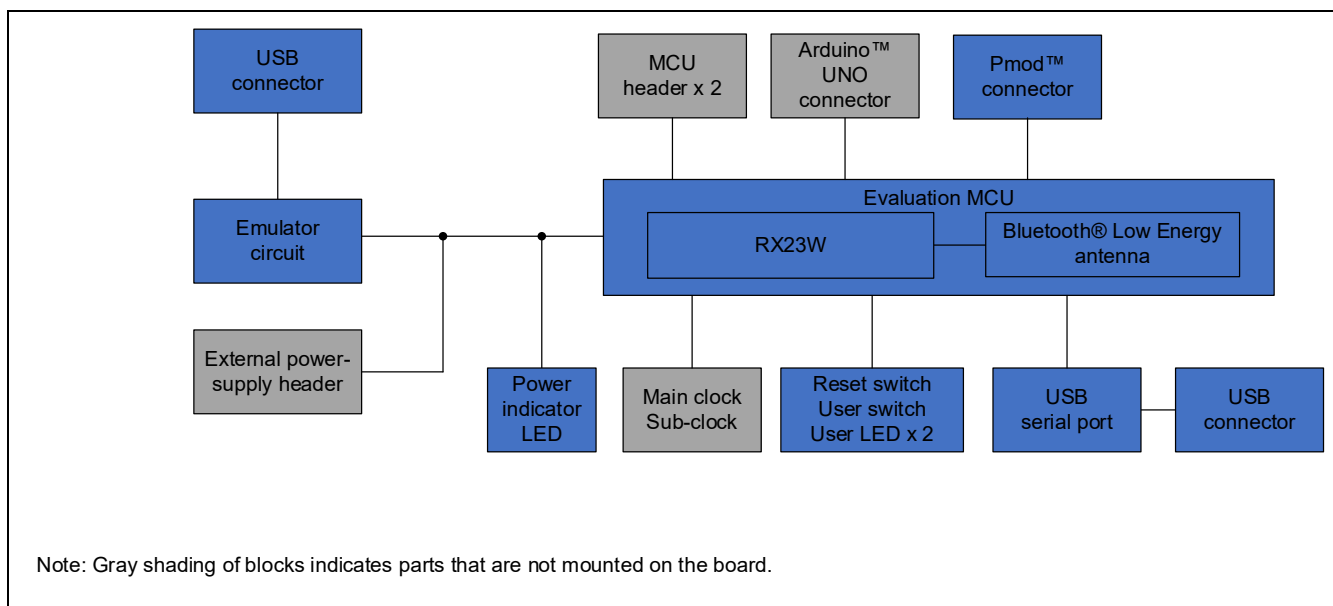 USB
connector
MCU
header x 2
Arduino™
UNO
connector
Pmod™
connector
Evaluation MCU
Emulator
circuit
RX23W
Bluetooth® Low Energy
antenna
External power-
supply header
Power
indicator
LED
Main clock
Sub-clock
Reset switch
User switch
User LED x 2
USB
serial port
USB
connector
Note: Gray shading of blocks indicates parts that are not mounted on the board.